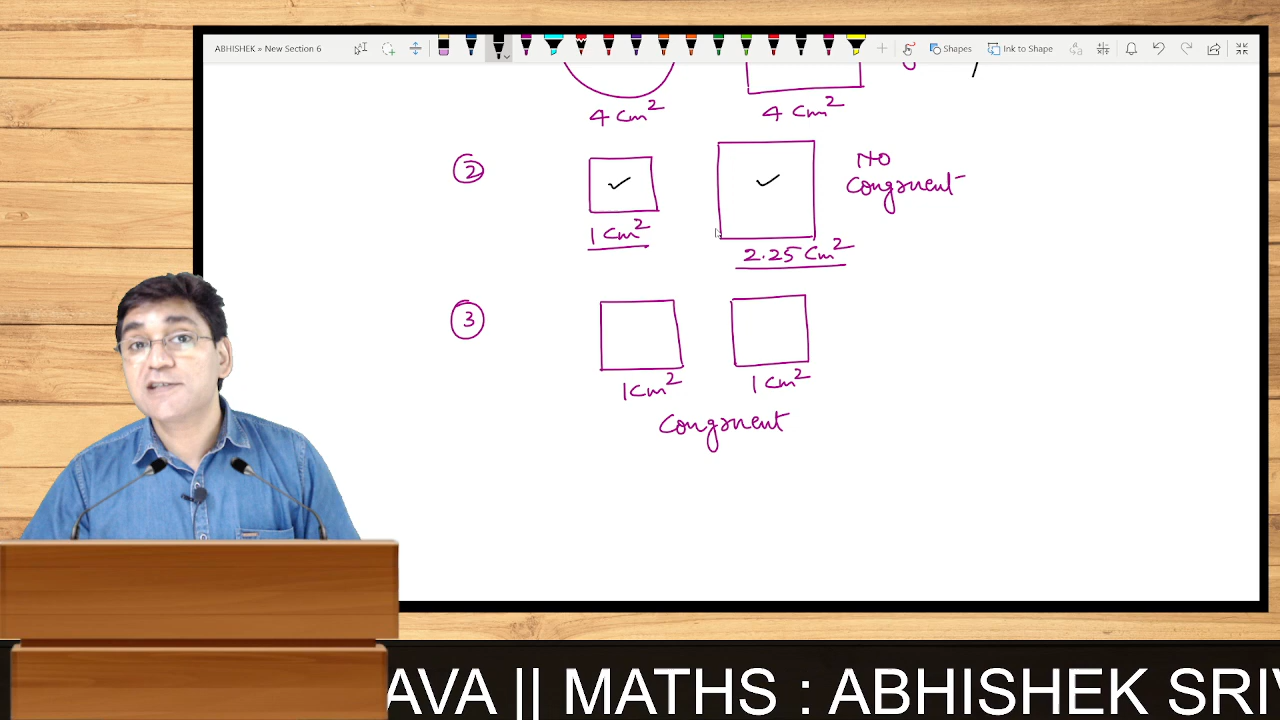 ABHISHEK » New Section 6
Shapes
Ink to Shape
4 cm²
4 cm²
②
1 cm²
2.25 cm²
No
congruent
③
1 cm²
1 cm²
congruent
AVA || MATHS : ABHISHEK SRIV